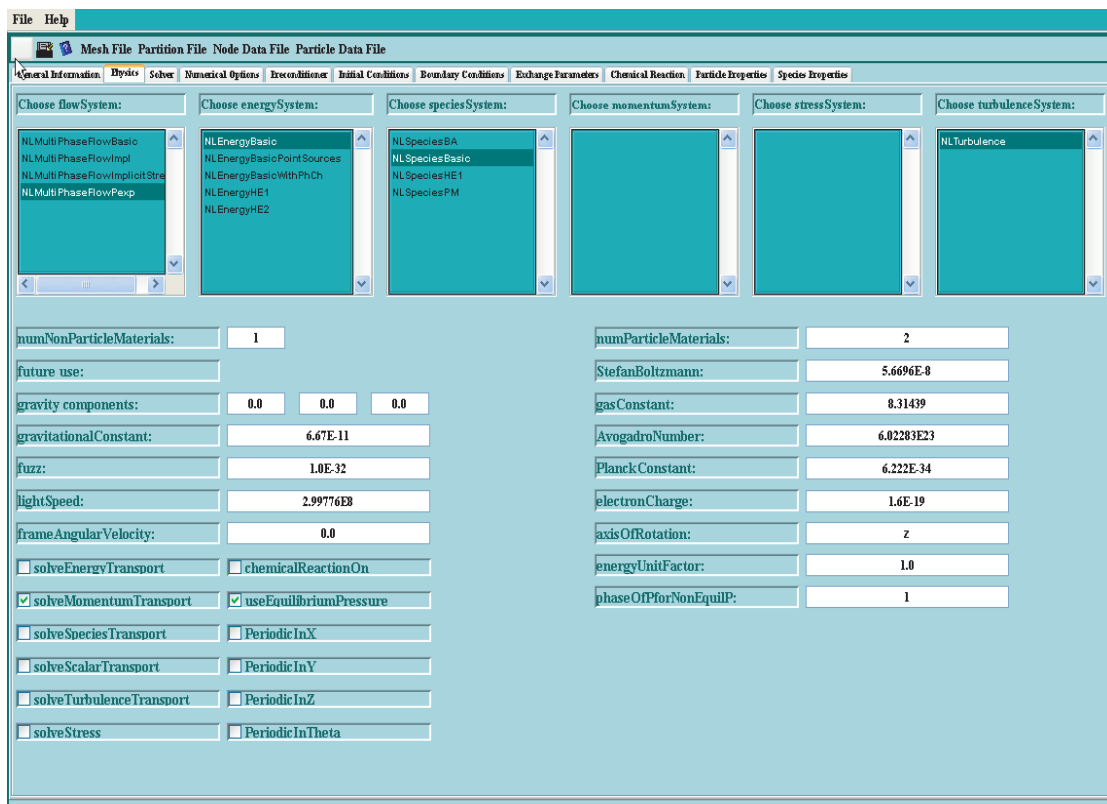 File Help
Mesh File Partition File Node Data File Particle Data File
General Information Physics Solver Numerical Options Preconditioner Initial Conditions Boundary Conditions Exchange Parameters Chemical Reaction Particle Properties Species Properties
Choose flowSystem: Choose energySystem: Choose speciesSystem: Choose momentumSystem: Choose stressSystem: Choose turbulenceSystem:
NLMultiPhaseFlowBasic NLEnergyBasic NLSpeciesBA NLTurbulence
NLMultiPhaseFlowImpl NLEnergyBasicPointSources NLSpeciesBasic
NLMultiPhaseFlowImplicitStre NLEnergyBasicWithPhCh NLSpeciesHE1
NLMultiPhaseFlowPexp NLEnergyHE1 NLSpeciesPM
NLEnergyHE2
numNonParticleMaterials: 1 numParticleMaterials: 2
future use: StefanBoltzmann: 5.6696E-8
gravity components: 0.0 0.0 0.0 gasConstant: 8.31439
gravitationalConstant: 6.67E-11 AvogadroNumber: 6.02283E23
fuzz: 1.0E-32 PlanckConstant: 6.222E-34
lightSpeed: 2.99776E8 electronCharge: 1.6E-19
frameAngularVelocity: 0.0 axisOfRotation: z
solveEnergyTransport chemicalReactionOn energyUnitFactor: 1.0
solveMomentumTransport useEquilibriumPressure phaseOfPforNonEquilP: 1
solveSpeciesTransport PeriodicInX
solveScalarTransport PeriodicInY
solveTurbulenceTransport PeriodicInZ
solveStress PeriodicInTheta